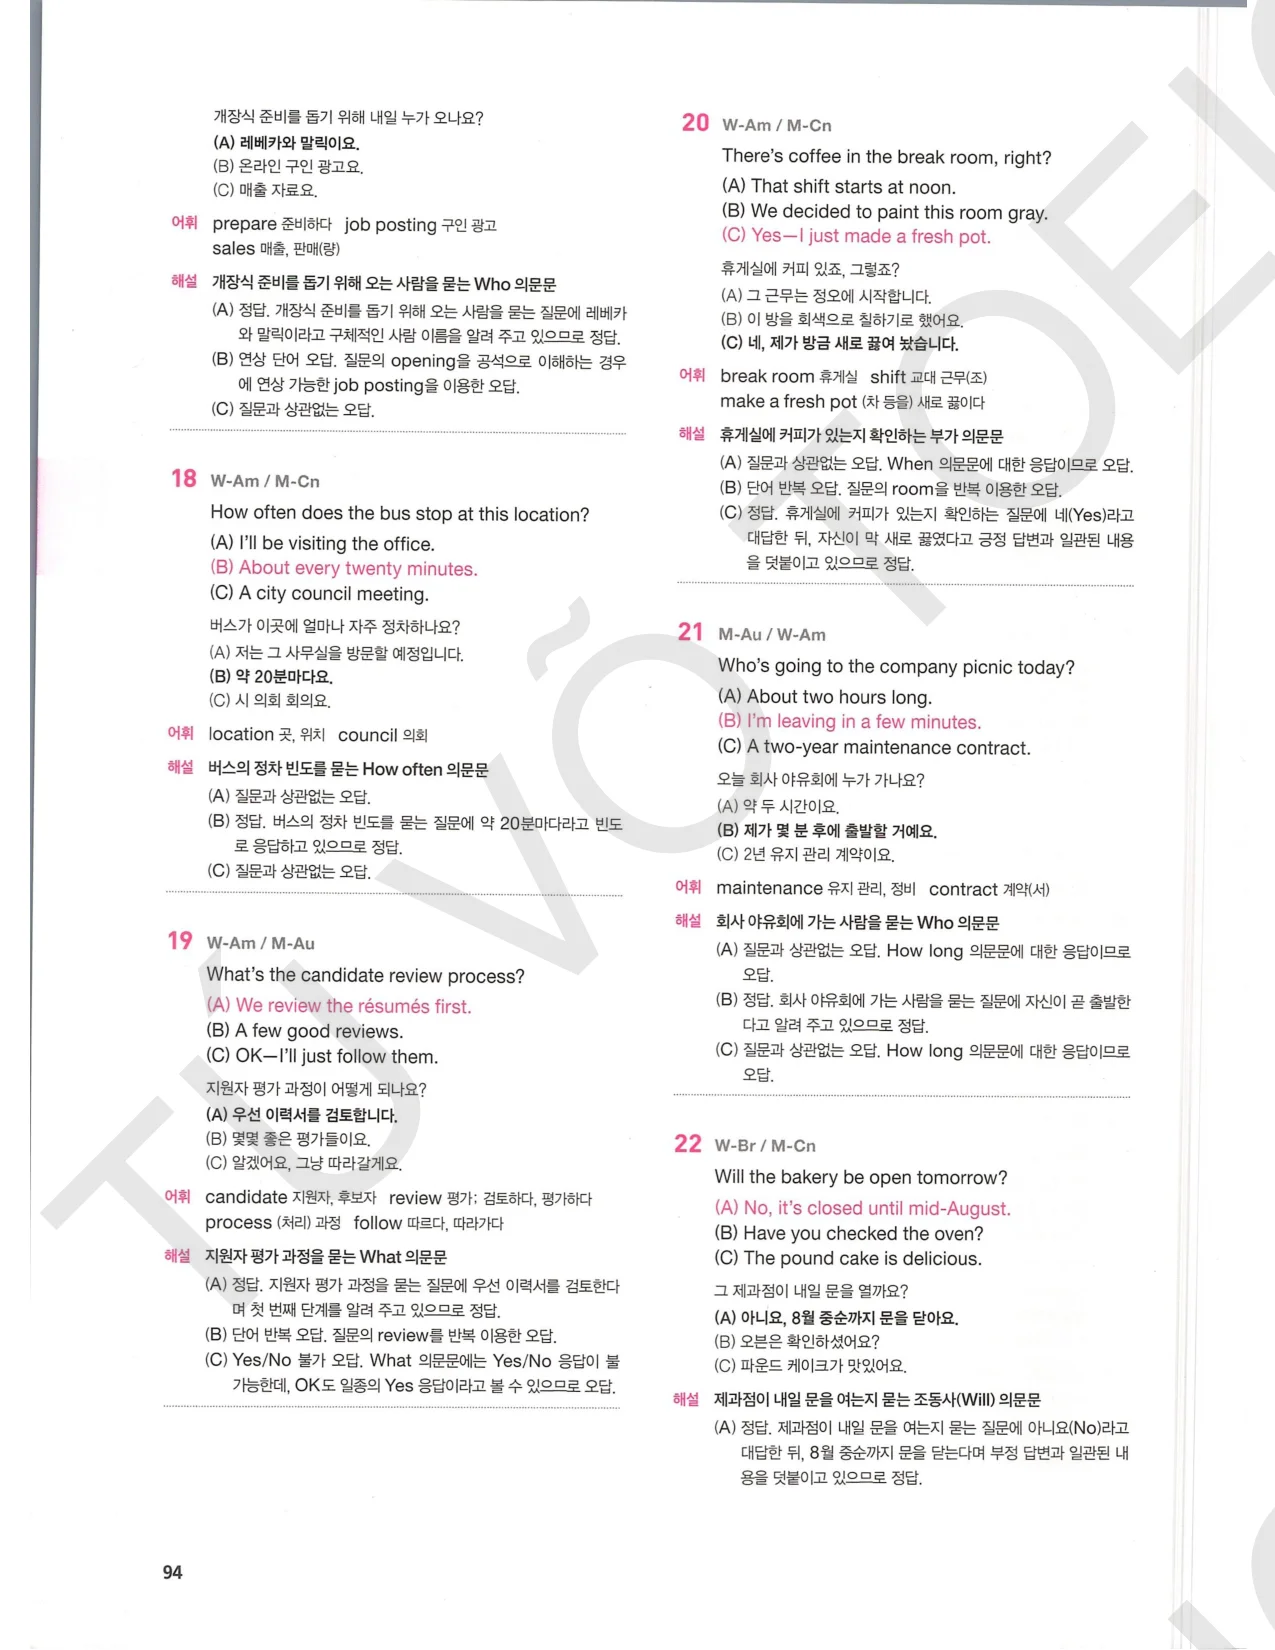 개장식 준비를 돕기 위해 내일 누가 오나요?
(A) 레베카와 말릭이요.
(B) 온라인 구인 광고요.
(C) 매출 자료요.
어휘 prepare 준비하다 job posting 구인 광고
sales 매출, 판매(량)
해설 개장식 준비를 돕기 위해 오는 사람을 묻는 Who 의문문
(A) 정답. 개장식 준비를 돕기 위해 오는 사람을 묻는 질문에 레베카
와 말릭이라고 구체적인 사람 이름을 알려 주고 있으므로 정답.
(B) 연상 단어 오답. 질문의 opening을 공석으로 이해하는 경우
에 연상 가능한 job posting을 이용한 오답.
(C) 질문과 상관없는 오답.
18 W-Am / M-Cn
How often does the bus stop at this location?
(A) I'll be visiting the office.
(B) About every twenty minutes.
(C) A city council meeting.
버스가 이곳에 얼마나 자주 정차하나요?
(A) 저는 그 사무실을 방문할 예정입니다.
(B) 약 20분마다요.
(C) 시 의회 회의요.
어휘 location 곳, 위치 council 의회
해설 버스의 정차 빈도를 묻는 How often 의문문
(A) 질문과 상관없는 오답.
(B) 정답. 버스의 정차 빈도를 묻는 질문에 약 20분마다라고 빈도
로 응답하고 있으므로 정답.
(C) 질문과 상관없는 오답.
19 W-Am / M-Au
What's the candidate review process?
(A) We review the résumés first.
(B) A few good reviews.
(C) OK—I'll just follow them.
지원자 평가 과정이 어떻게 되나요?
(A) 우선 이력서를 검토합니다.
(B) 몇몇 좋은 평가들이요.
(C) 알겠어요, 그냥 따라갈게요.
어휘 candidate 지원자, 후보자 review 평가; 검토하다, 평가하다
process (처리) 과정 follow 따르다, 따라가다
해설 지원자 평가 과정을 묻는 What 의문문
(A) 정답. 지원자 평가 과정을 묻는 질문에 우선 이력서를 검토한다
며 첫 번째 단계를 알려 주고 있으므로 정답.
(B) 단어 반복 오답. 질문의 review를 반복 이용한 오답.
(C) Yes/No 불가 오답. What 의문문에는 Yes/No 응답이 불
가능한데, OK도 일종의 Yes 응답이라고 볼 수 있으므로 오답.
94
20 W-Am / M-Cn
There's coffee in the break room, right?
(A) That shift starts at noon.
(B) We decided to paint this room gray.
(C) Yes—I just made a fresh pot.
휴게실에 커피 있죠, 그렇죠?
(A) 그 근무는 정오에 시작합니다.
(B) 이 방을 회색으로 칠하기로 했어요.
(C) 네, 제가 방금 새로 끓여 놨습니다.
어휘 break room 휴게실 shift 교대 근무(조)
make a fresh pot (차 등을) 새로 끓이다
해설 휴게실에 커피가 있는지 확인하는 부가 의문문
(A) 질문과 상관없는 오답. When 의문문에 대한 응답이므로 오답.
(B) 단어 반복 오답. 질문의 room을 반복 이용한 오답.
(C) 정답. 휴게실에 커피가 있는지 확인하는 질문에 네(Yes)라고
대답한 뒤, 자신이 막 새로 끓였다고 긍정 답변과 일관된 내용
을 덧붙이고 있으므로 정답.
21 M-Au / W-Am
Who's going to the company picnic today?
(A) About two hours long.
(B) I'm leaving in a few minutes.
(C) A two-year maintenance contract.
오늘 회사 야유회에 누가 가나요?
(A) 약 두 시간이요.
(B) 제가 몇 분 후에 출발할 거예요.
(C) 2년 유지 관리 계약이요.
어휘 maintenance 유지 관리, 정비 contract 계약(서)
해설 회사 야유회에 가는 사람을 묻는 Who 의문문
(A) 질문과 상관없는 오답. How long 의문문에 대한 응답이므로
오답.
(B) 정답. 회사 야유회에 가는 사람을 묻는 질문에 자신이 곧 출발한
다고 알려 주고 있으므로 정답.
(C) 질문과 상관없는 오답. How long 의문문에 대한 응답이므로
오답.
22 W-Br / M-Cn
Will the bakery be open tomorrow?
(A) No, it's closed until mid-August.
(B) Have you checked the oven?
(C) The pound cake is delicious.
그 제과점이 내일 문을 열까요?
(A) 아니요, 8월 중순까지 문을 닫아요.
(B) 오븐은 확인하셨어요?
(C) 파운드 케이크가 맛있어요.
해설 제과점이 내일 문을 여는지 묻는 조동사(Will) 의문문
(A) 정답. 제과점이 내일 문을 여는지 묻는 질문에 아니요(No)라고
대답한 뒤, 8월 중순까지 문을 닫는다며 부정 답변과 일관된 내
용을 덧붙이고 있으므로 정답.
TÚ VÕ TOEIC